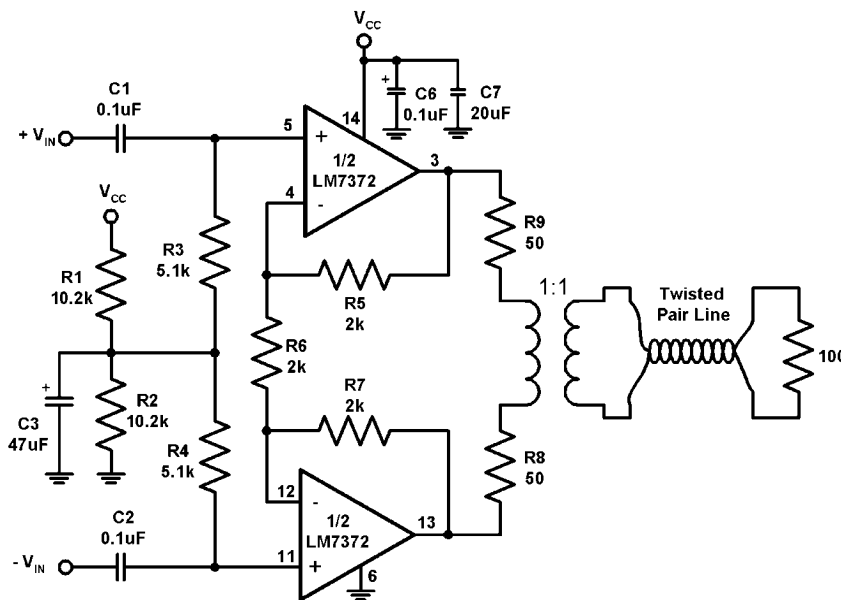 VCC
C1
0.1uF
+
C6
0.1uF
C7
20uF
+ VIN
5
+
14
1/2
LM7372
3
4
-
VCC
R1
10.2k
R3
5.1k
R9
50
R5
2k
1:1
Twisted
Pair Line
R6
2k
R7
2k
100
+
C3
47uF
R2
10.2k
R4
5.1k
R8
50
12
-
1/2
LM7372
13
C2
0.1uF
11
+
6
- VIN